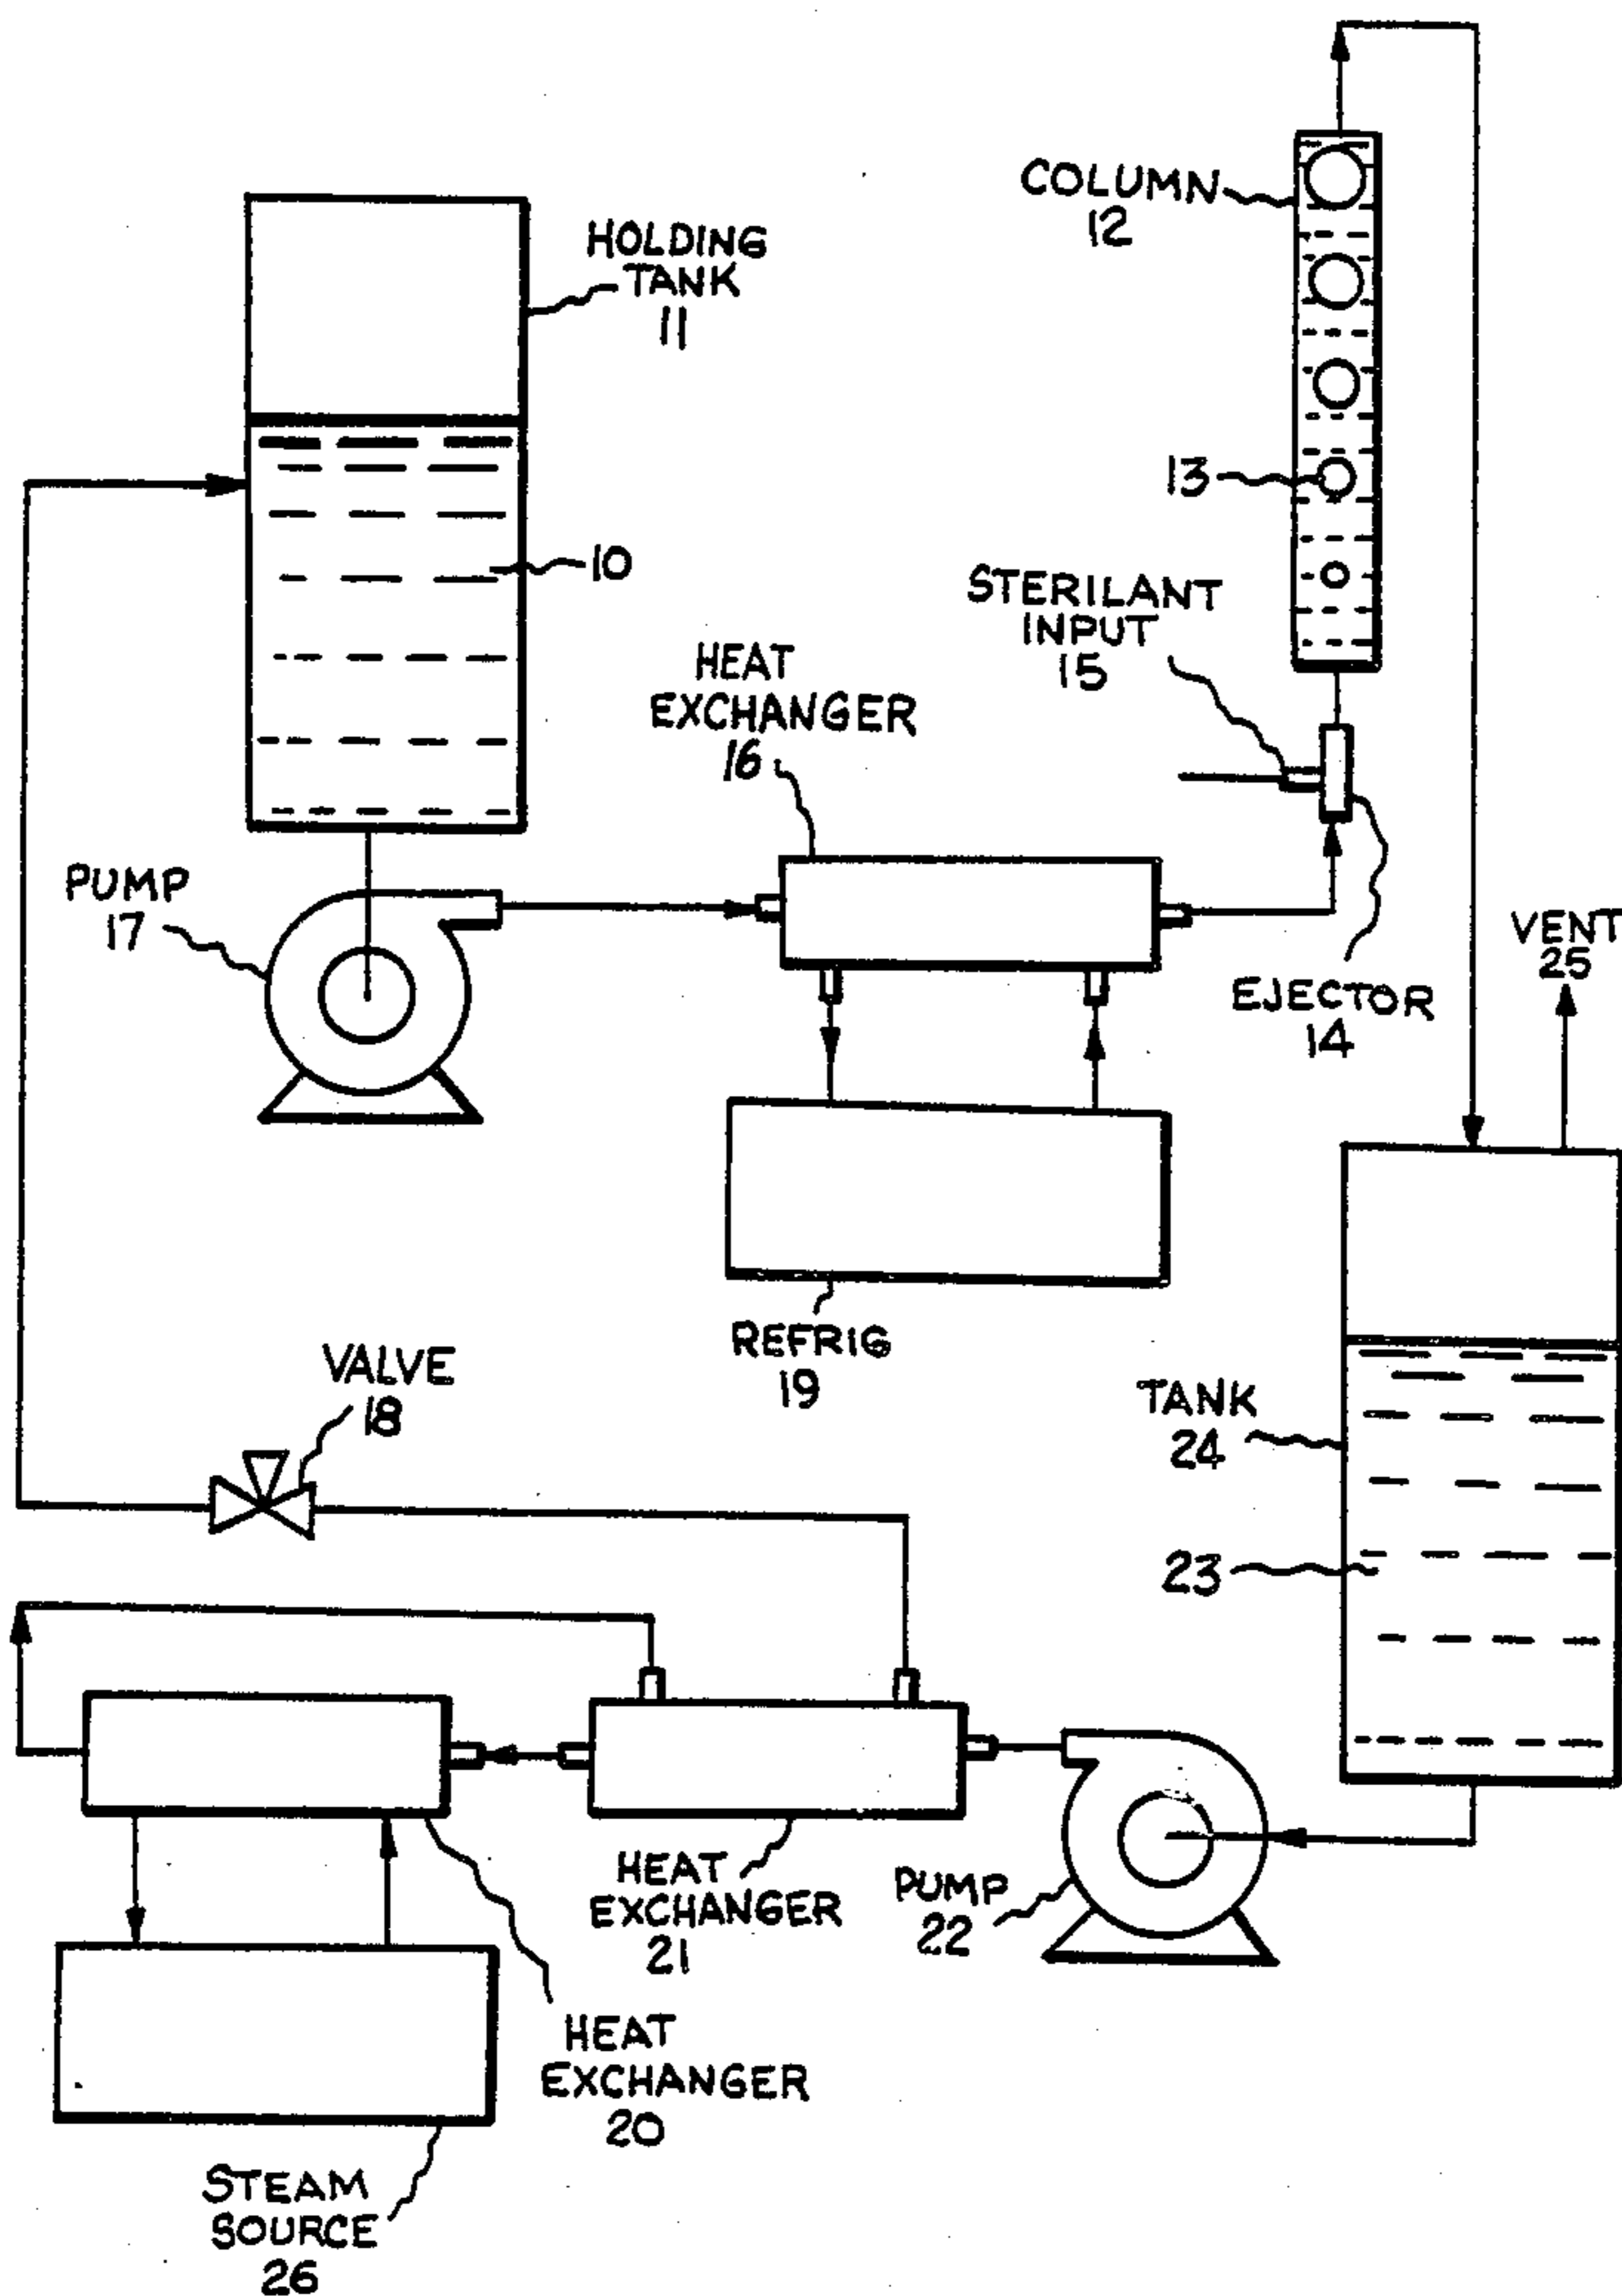 COLUMN
12
HOLDING
TANK
11
13
10
STERILANT
INPUT
15
HEAT
EXCHANGER
16
PUMP
17
VENT
25
EJECTOR
14
REFRIG
19
VALVE
18
TANK
24
23
HEAT
EXCHANGER
21
PUMP
22
HEAT
EXCHANGER
20
STEAM
SOURCE
26